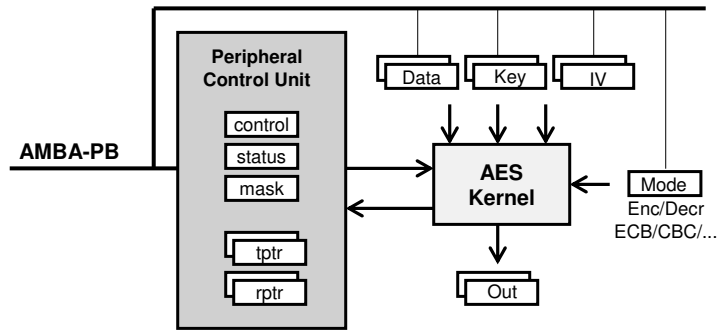 Peripheral
Control Unit
Data
Key
IV
control
AMBA-PB
status
mask
AES
Kernel
Mode
Enc/Decr
ECB/CBC/...
tptr
rptr
Out